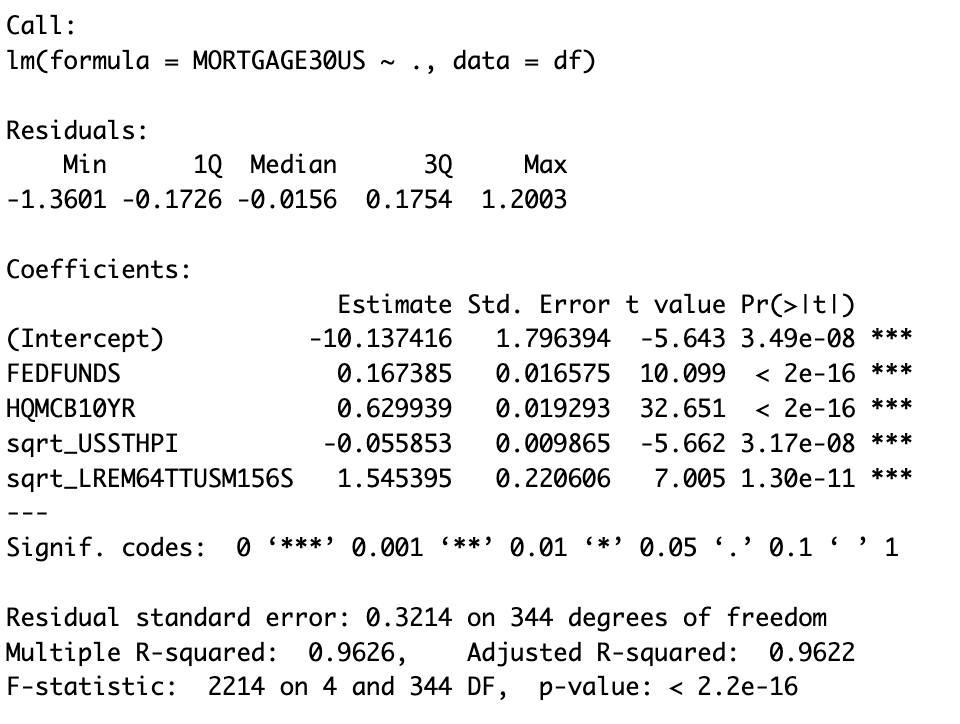 Call:
lm(formula = MORTGAGE30US ~ ., data = df)
Residuals:
    Min      1Q  Median      3Q     Max
-1.3601 -0.1726 -0.0156  0.1754  1.2003
Coefficients:
                       Estimate Std. Error t value Pr(>|t|)
(Intercept)          -10.137416   1.796394  -5.643 3.49e-08 ***
FEDFUNDS               0.167385   0.016575  10.099  < 2e-16 ***
HQMCB10YR              0.629939   0.019293  32.651  < 2e-16 ***
sqrt_USSTHPI          -0.055853   0.009865  -5.662 3.17e-08 ***
sqrt_LREM64TTUSM156S   1.545395   0.220606   7.005 1.30e-11 ***
---
Signif. codes:  0 ‘***’ 0.001 ‘**’ 0.01 ‘*’ 0.05 ‘.’ 0.1 ‘ ’ 1
Residual standard error: 0.3214 on 344 degrees of freedom
Multiple R-squared:  0.9626,    Adjusted R-squared:  0.9622
F-statistic:  2214 on 4 and 344 DF,  p-value: < 2.2e-16